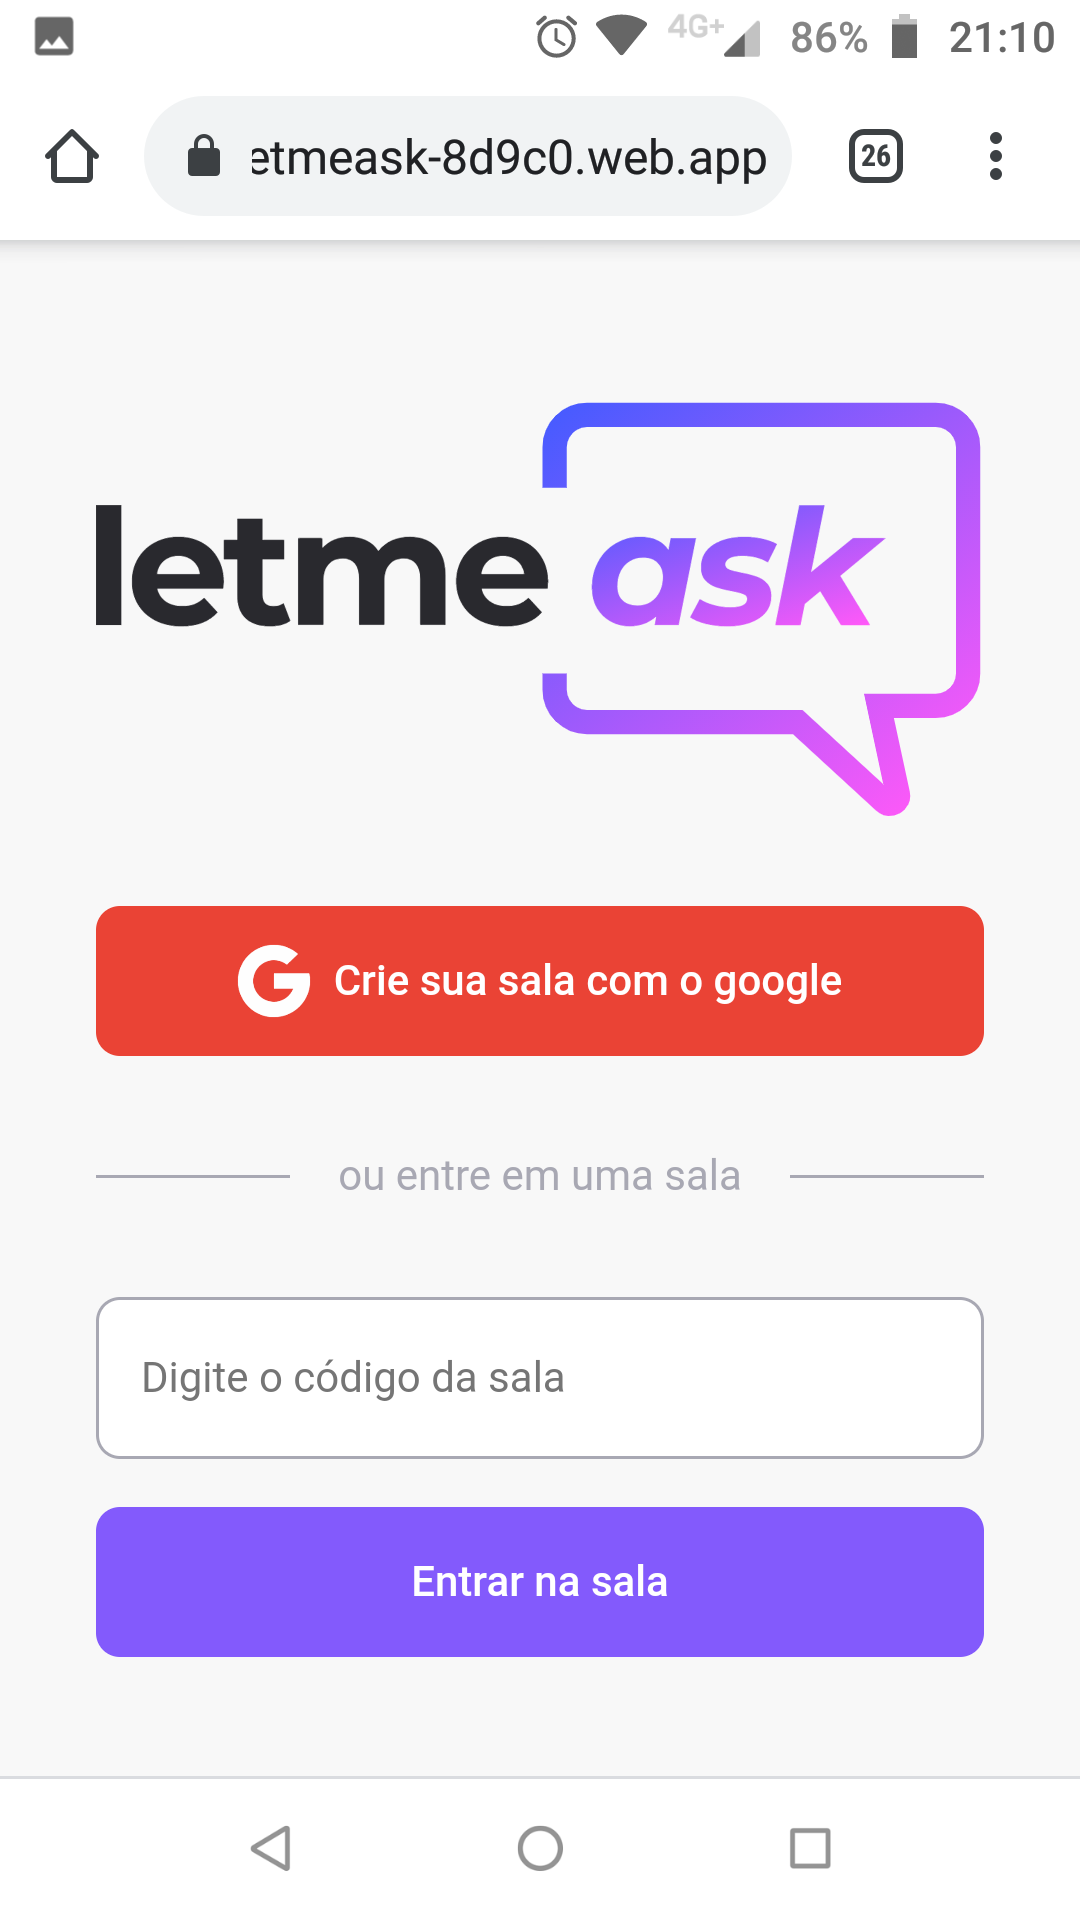 4G+ 86% 21:10
etmeask-8d9c0.web.app 26
letme ask
Crie sua sala com o google
ou entre em uma sala
Digite o código da sala
Entrar na sala